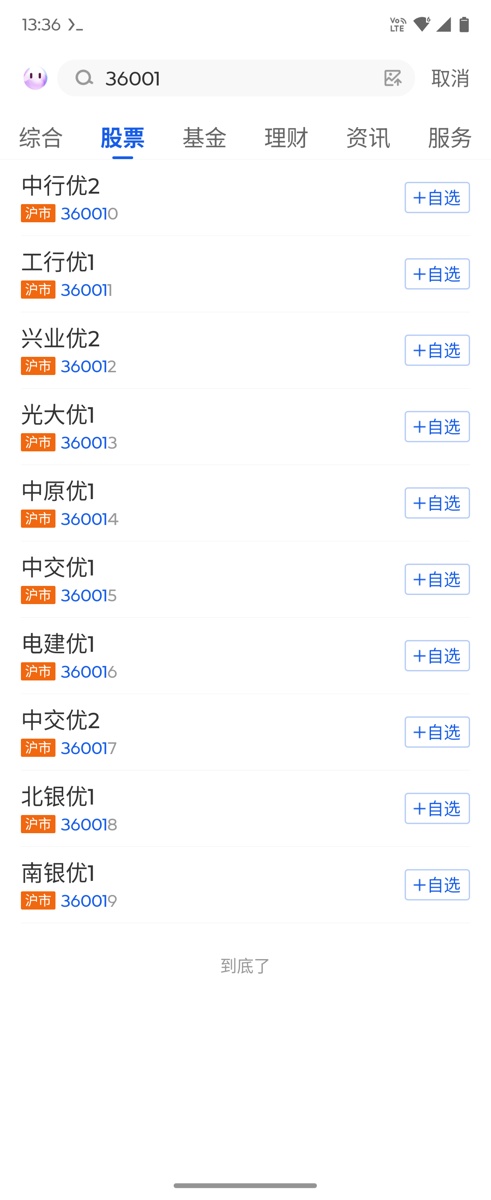 13:36
VoLTE
36001
取消
综合 股票 基金 理财 资讯 服务
中行优2
沪市 360010
+自选
工行优1
沪市 360011
+自选
兴业优2
沪市 360012
+自选
光大优1
沪市 360013
+自选
中原优1
沪市 360014
+自选
中交优1
沪市 360015
+自选
电建优1
沪市 360016
+自选
中交优2
沪市 360017
+自选
北银优1
沪市 360018
+自选
南银优1
沪市 360019
+自选
到底了